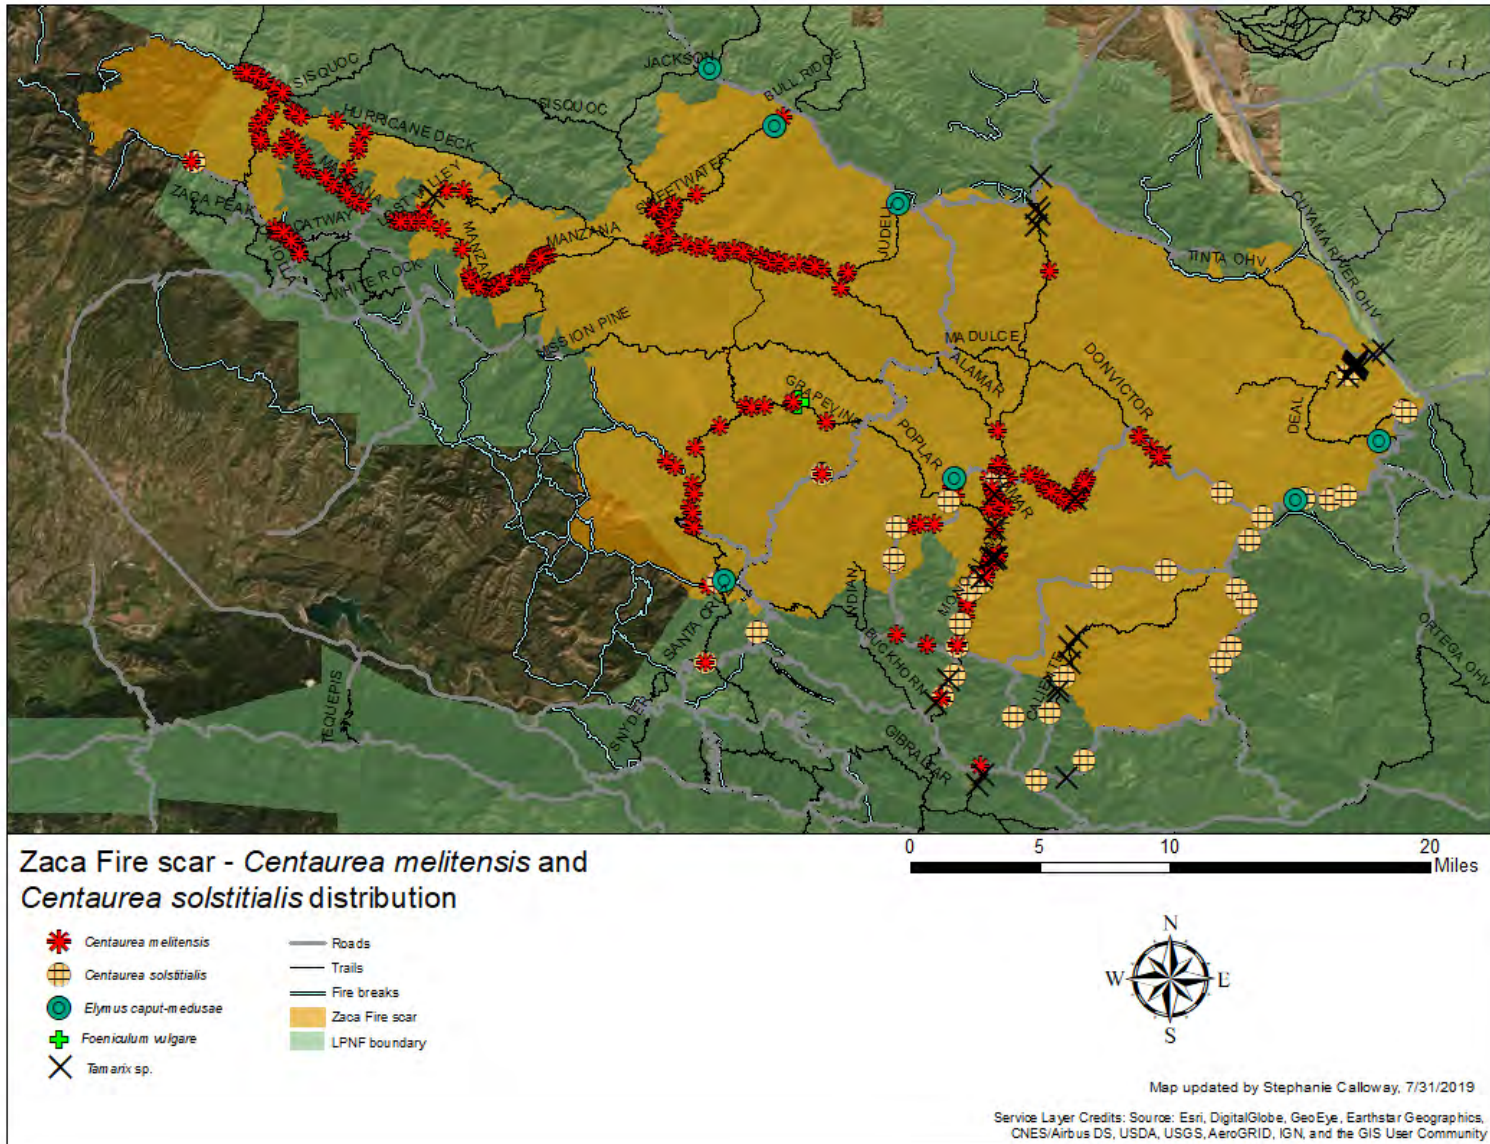 JACKSON
BULL RIDGE
SISQUOC
SISQUOC
HURRICANE DECK
MANZANA
LOST VALLEY
SWEETWATER
ZACA PEAK
CATWAY
MANZANA
MANZANA
JUDELL
CUYAMA RIVER OHV
TINTA OHV
WHITE ROCK
MISSION PINE
MADULCE
ALAMAR
DONVICTOR
GRAPEVINE
POPLAR
DEAL
INDIAN
SANTA CRUZ
BUCKHORN
CALIENTE
ORTEGA OHV
TEQUEPIS
SNYDER
GIBRALTAR
Zaca Fire scar - Centaurea melitensis and
Centaurea solstitialis distribution
0 5 10 20
Miles
Centaurea melitensis
Centaurea solstitialis
Elymus caput-medusae
Foeniculum vulgare
Tamarix sp.
Roads
Trails
Fire breaks
Zaca Fire scar
LPNF boundary
N
W E
S
Map updated by Stephanie Calloway, 7/31/2019
Service Layer Credits: Source: Esri, DigitalGlobe, GeoEye, Earthstar Geographics,
CNES/Airbus DS, USDA, USGS, AeroGRID, IGN, and the GIS User Community